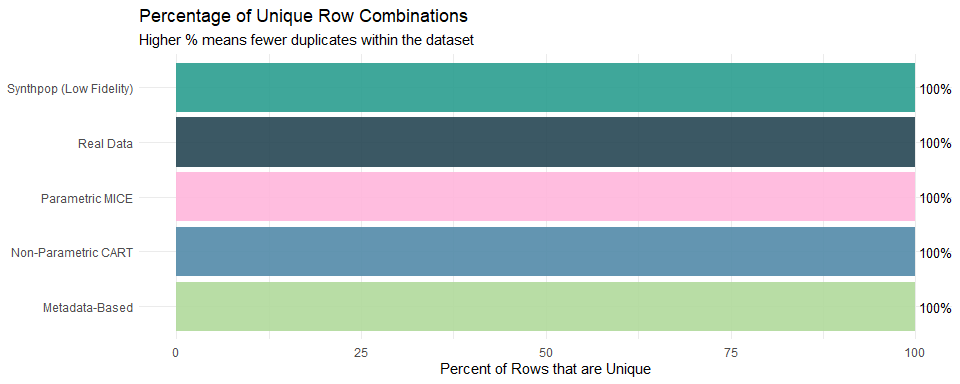 Percentage of Unique Row Combinations
Higher % means fewer duplicates within the dataset
Synthpop (Low Fidelity)
100%
Real Data
100%
Parametric MICE
100%
Non-Parametric CART
100%
Metadata-Based
100%
0
25
50
75
100
Percent of Rows that are Unique